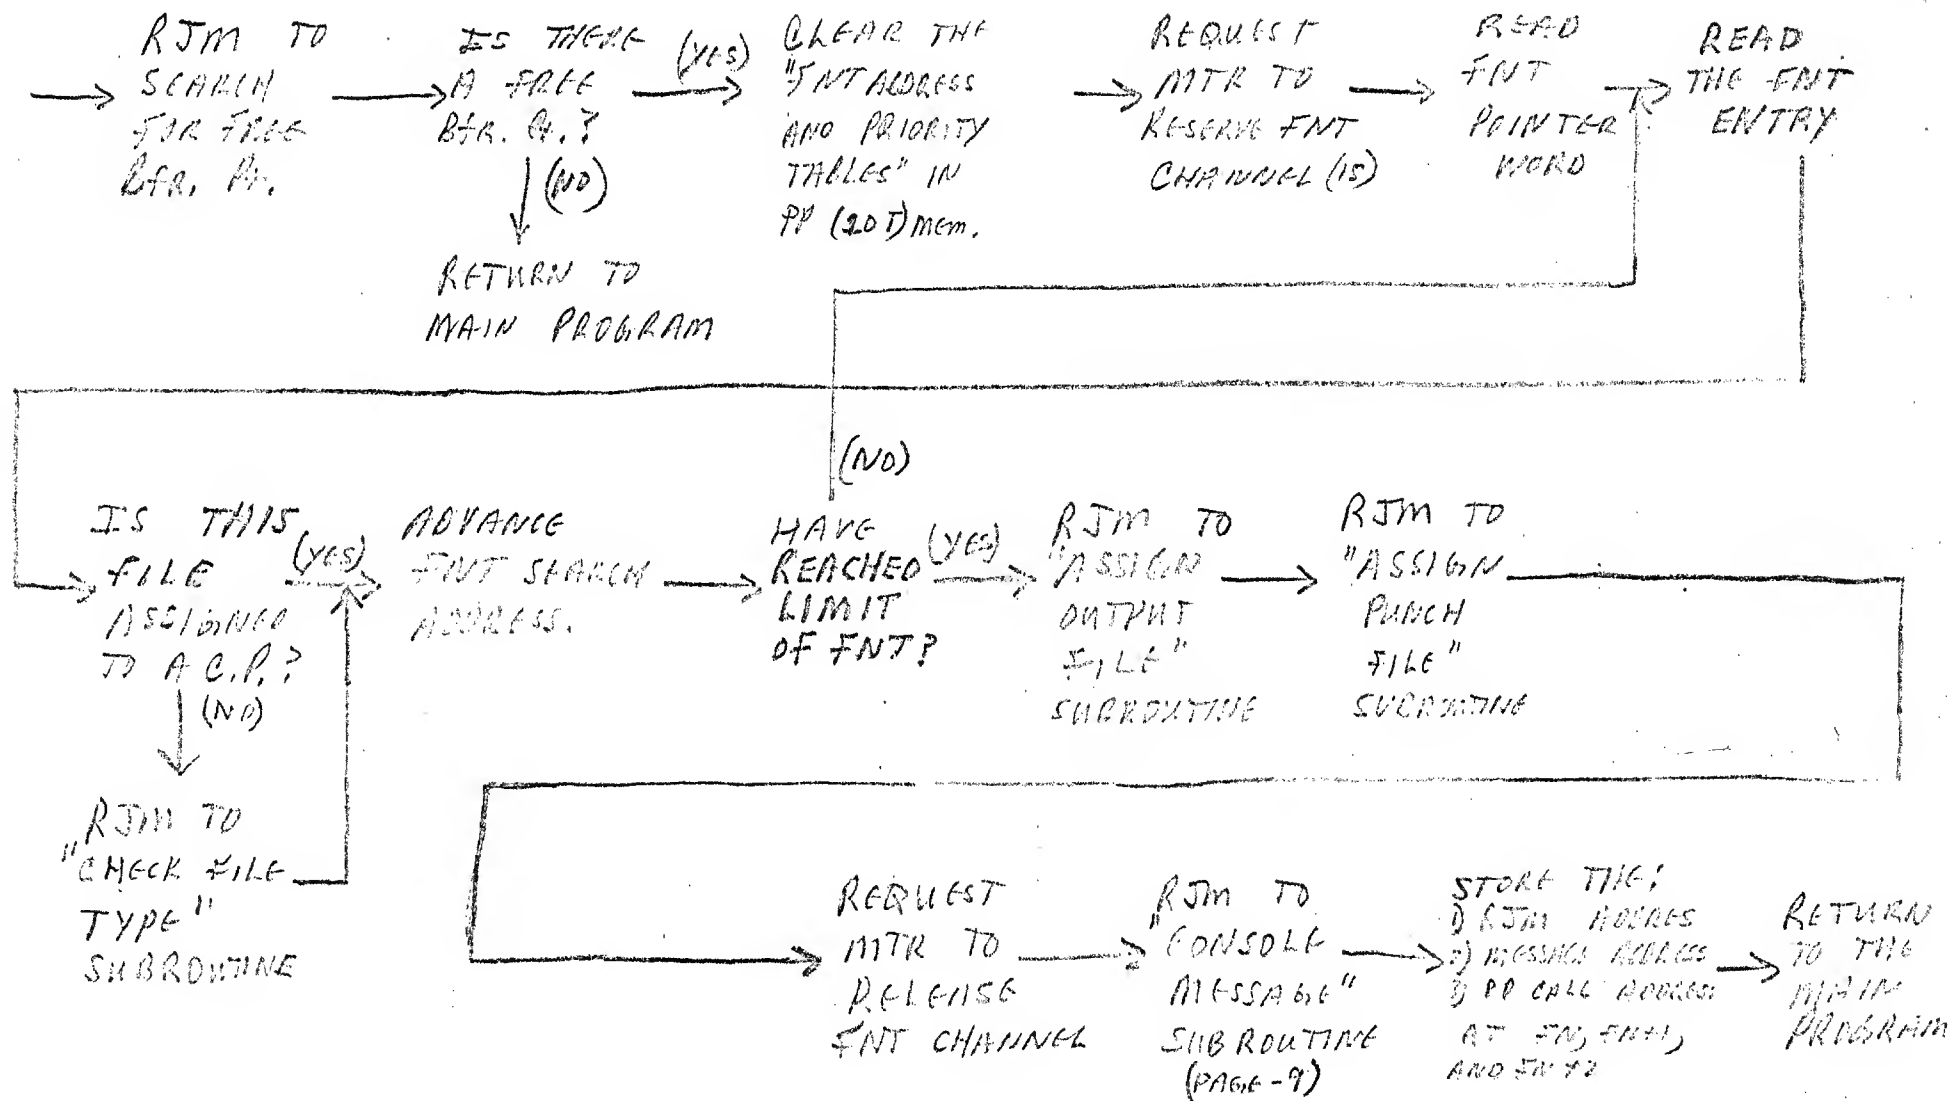 RJM TO
SEARCH
FOR FREE
BFR. PT.
IS THERE
A FREE
BFR. PT.?
(YES)
(NO)
RETURN TO
MAIN PROGRAM
CLEAR THE
"FNT ADDRESS
AND PRIORITY
TABLES" IN
PP MEM.
REQUEST
MTR TO
RESERVE FNT
CHANNEL (15)
READ
FNT
POINTER
WORD
READ
THE FNT
ENTRY
IS THIS
FILE
ASSIGNED
TO A C.P.?
(YES)
(NO)
RJM TO
"CHECK FILE
TYPE"
SUBROUTINE
ADVANCE
FNT SEARCH
ADDRESS.
(NO)
HAVE
REACHED
LIMIT
OF FNT?
(YES)
RJM TO
"ASSIGN
OUTPUT
FILE"
SUBROUTINE
RJM TO
"ASSIGN
PUNCH
FILE"
SUBROUTINE
REQUEST
MTR TO
RELEASE
FNT CHANNEL
RJM TO
"CONSOLE
MESSAGE"
SUBROUTINE
(PAGE-9)
STORE THE:
1) RJM ADDRES
2) MESSAGE ADDRESS
3) PP CALL ADDRESS
AT FN, FN+1,
AND FN+2
RETURN
TO THE
MAIN
PROGRAM